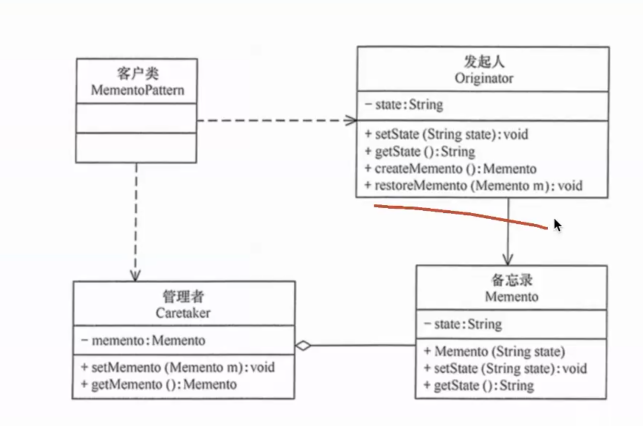 客户类
MementoPattern
发起人
Originator
- state:String
+ setState (String state):void
+ getState ():String
+ createMemento ():Memento
+ restoreMemento (Memento m):void
管理者
Caretaker
- memento:Memento
+ setMemento (Memento m):void
+ getMemento ():Memento
备忘录
Memento
- state:String
+ Memento (String state)
+ setState (String state):void
+ getState ():String